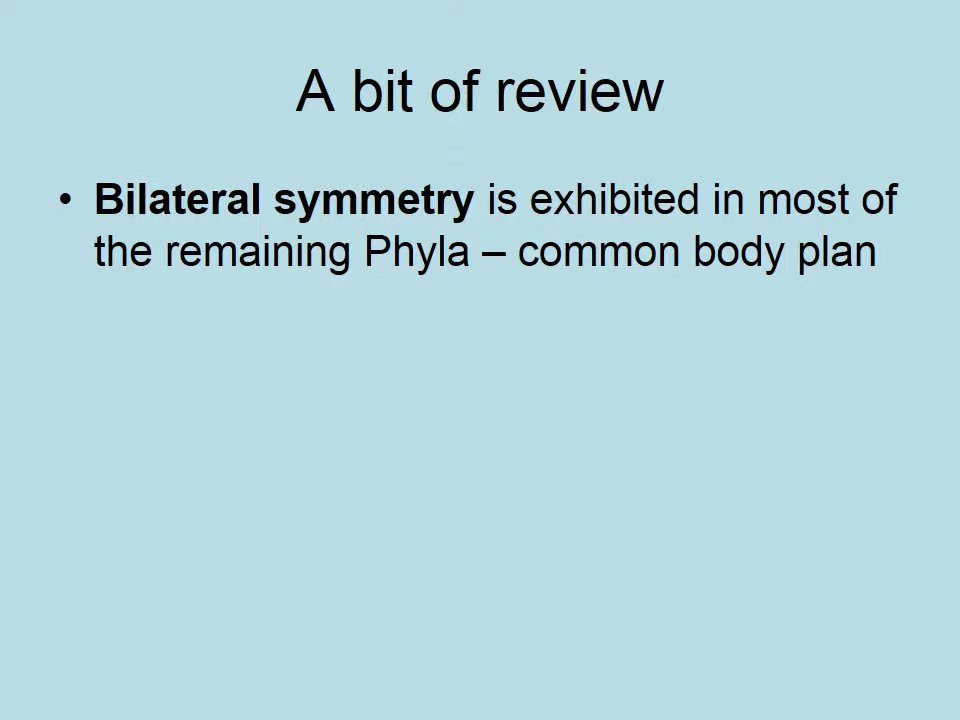 A bit of review
• Bilateral symmetry is exhibited in most of
the remaining Phyla – common body plan